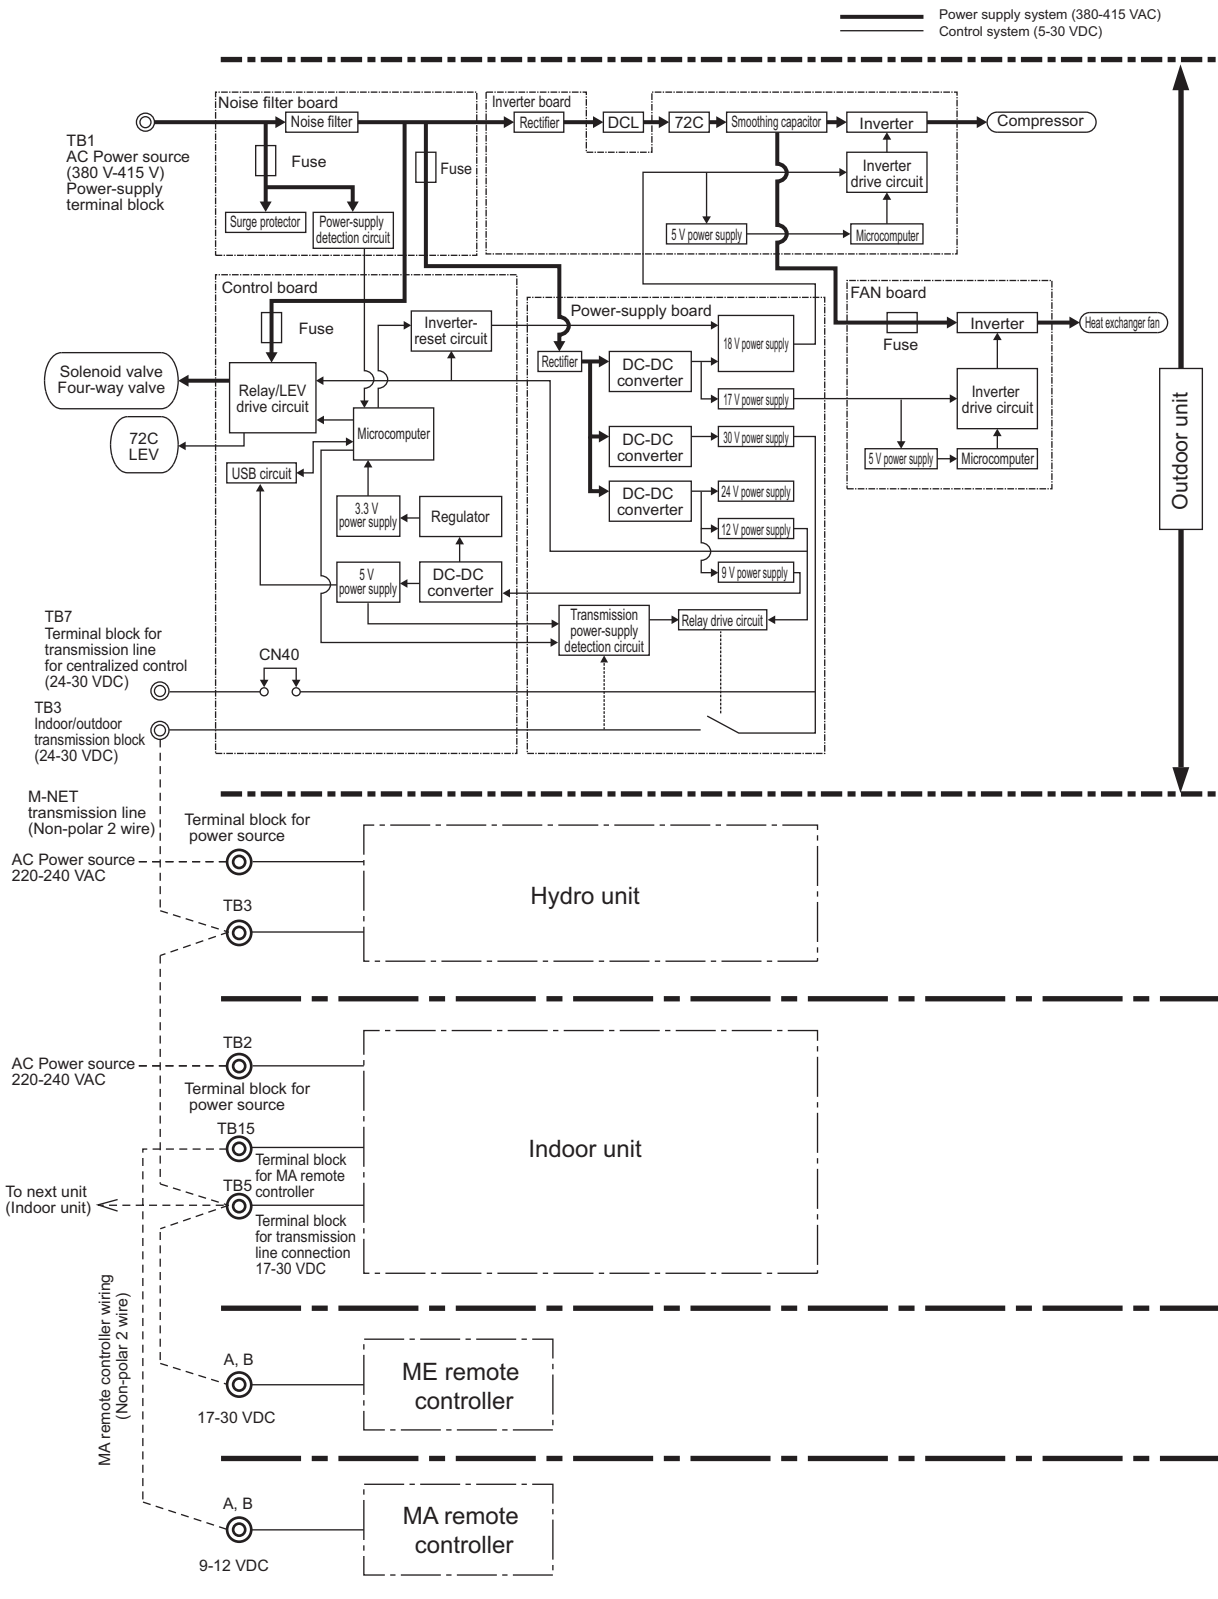 Power supply system (380-415 VAC)
Control system (5-30 VDC)
Noise filter board
Noise filter
TB1
AC Power source
(380 V-415 V)
Power-supply
terminal block
Fuse
Fuse
Surge protector
Power-supply
detection circuit
Inverter board
Rectifier
DCL
72C
Smoothing capacitor
Inverter
Compressor
Inverter
drive circuit
5 V power supply
Microcomputer
Control board
Fuse
Inverter-
reset circuit
Solenoid valve
Four-way valve
Relay/LEV
drive circuit
72C
LEV
Microcomputer
USB circuit
3.3 V
power supply
Regulator
5 V
power supply
DC-DC
converter
Power-supply board
Rectifier
DC-DC
converter
18 V power supply
17 V power supply
DC-DC
converter
30 V power supply
DC-DC
converter
24 V power supply
12 V power supply
9 V power supply
Transmission
power-supply
detection circuit
Relay drive circuit
FAN board
Fuse
Inverter
Heat exchanger fan
Inverter
drive circuit
5 V power supply
Microcomputer
Outdoor unit
TB7
Terminal block for
transmission line
for centralized control
(24-30 VDC)
CN40
TB3
Indoor/outdoor
transmission block
(24-30 VDC)
M-NET
transmission line
(Non-polar 2 wire)
Terminal block for
power source
AC Power source
220-240 VAC
TB3
Hydro unit
TB2
AC Power source
220-240 VAC
Terminal block for
power source
TB15
Terminal block
for MA remote
controller
Indoor unit
To next unit
(Indoor unit)
TB5
Terminal block
for transmission
line connection
17-30 VDC
MA remote controller wiring
(Non-polar 2 wire)
A, B
17-30 VDC
ME remote
controller
A, B
9-12 VDC
MA remote
controller